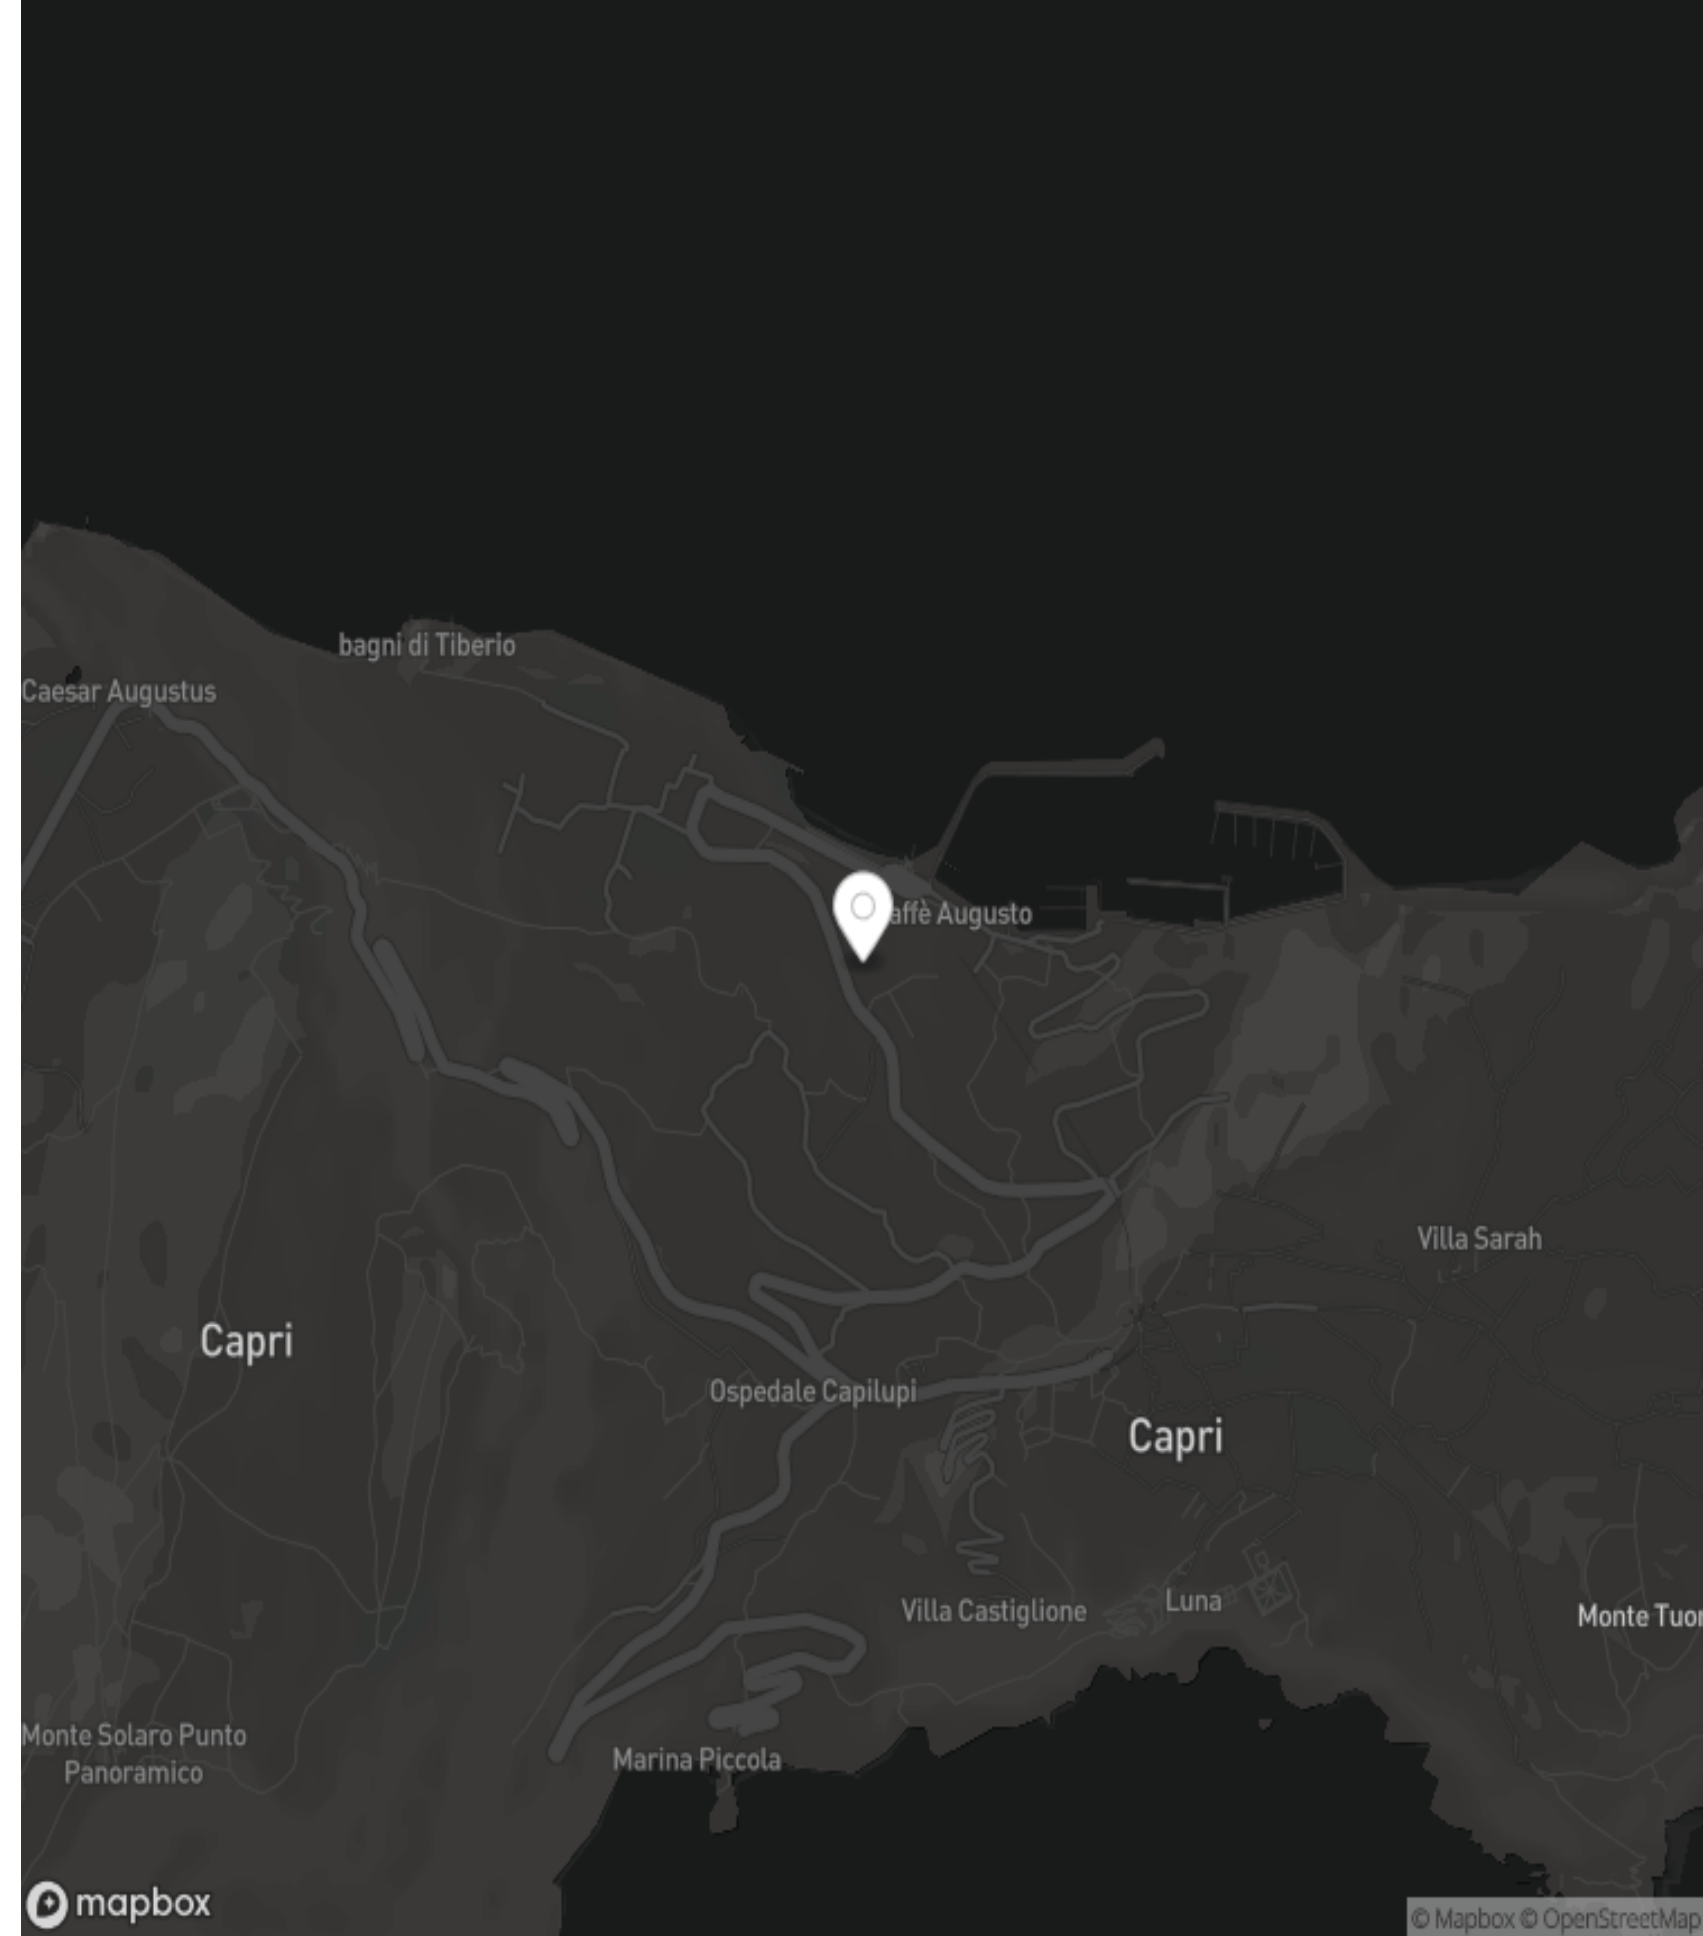 bagni di Tiberio
Caesar Augustus
affè Augusto
Villa Sarah
Capri
Ospedale Capilupi
Capri
Villa Castiglione
Luna
Monte Tuor
Monte Solaro Punto
Panoramico
Marina Piccola
mapbox
© Mapbox © OpenStreetMap